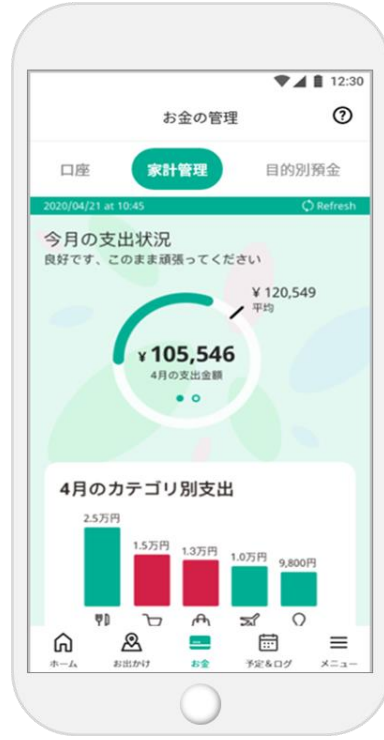 12:30
お金の管理
口座 家計管理 目的別預金
2020/04/21 at 10:45 Refresh
今月の支出状況
良好です、このまま頑張ってください
¥ 120,549
平均
¥ 105,546
4月の支出金額
4月のカテゴリ別支出
2.5万円 1.5万円 1.3万円 1.0万円 9,800円
ホーム お出かけ お金 予定&ログ メニュー